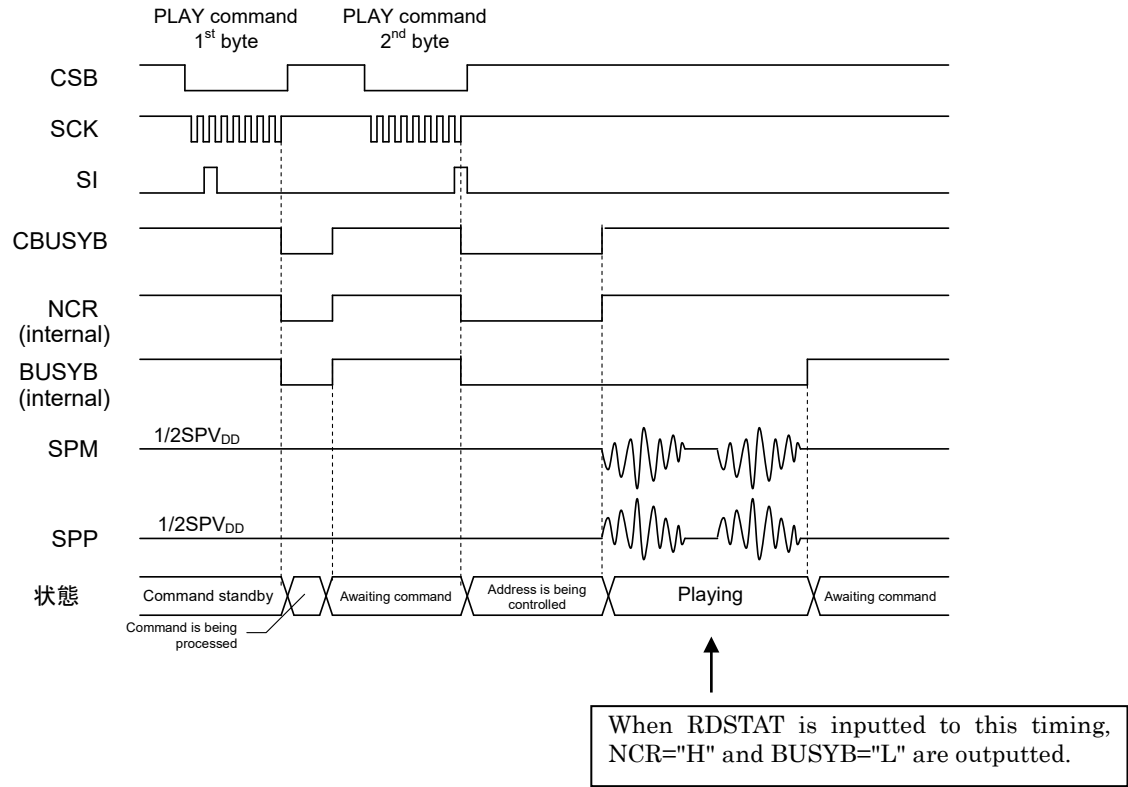 PLAY command
1st byte
PLAY command
2nd byte
CSB
SCK
SI
CBUSYB
NCR
(internal)
BUSYB
(internal)
SPM
1/2SPVDD
SPP
1/2SPVDD
状態
Command standby
Awaiting command
Address is being
controlled
Playing
Awaiting command
Command is being
processed
When RDSTAT is inputted to this timing,
NCR="H" and BUSYB="L" are outputted.